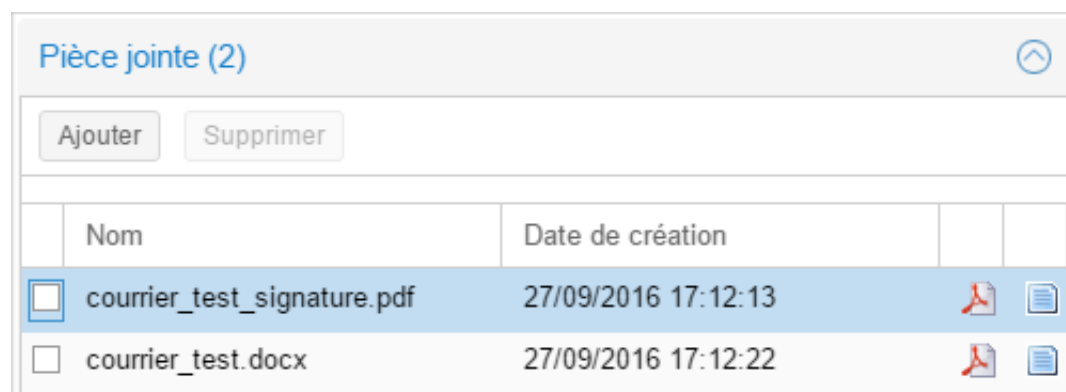 Pièce jointe (2)
Ajouter Supprimer
Nom Date de création
courrier_test_signature.pdf 27/09/2016 17:12:13
courrier_test.docx 27/09/2016 17:12:22